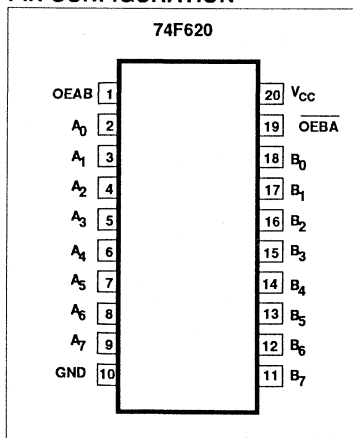 PIN CONFIGURATION
74F620
OEAB 1
A0 2
A1 3
A2 4
A3 5
A4 6
A5 7
A6 8
A7 9
GND 10
20 VCC
19 O̅E̅B̅A̅
18 B0
17 B1
16 B2
15 B3
14 B4
13 B5
12 B6
11 B7